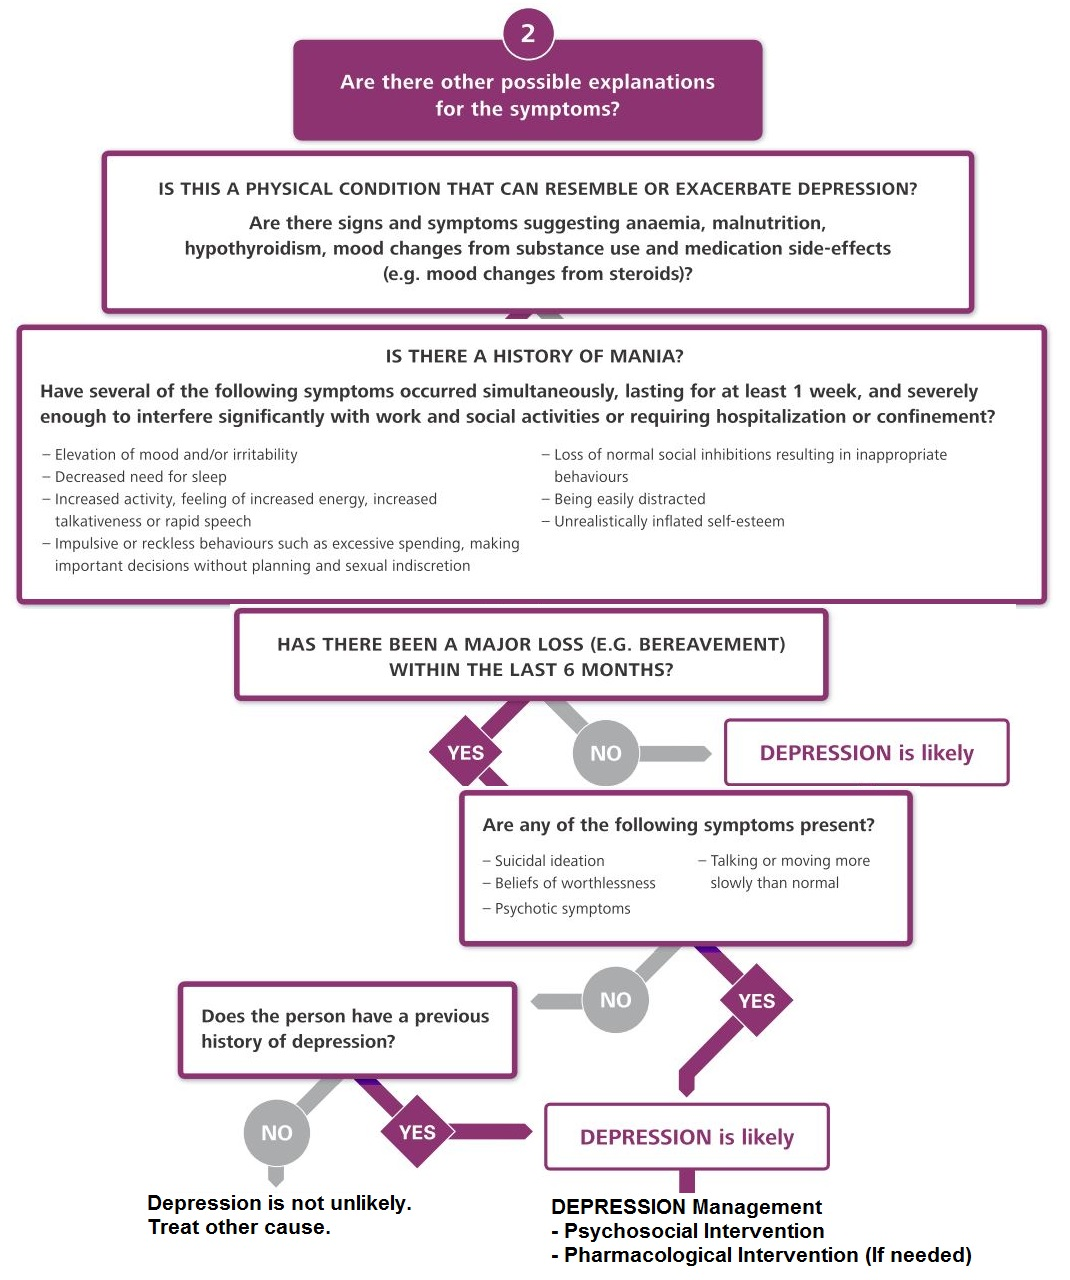 2
Are there other possible explanations
for the symptoms?
IS THIS A PHYSICAL CONDITION THAT CAN RESEMBLE OR EXACERBATE DEPRESSION?
Are there signs and symptoms suggesting anaemia, malnutrition,
hypothyroidism, mood changes from substance use and medication side-effects
(e.g. mood changes from steroids)?
IS THERE A HISTORY OF MANIA?
Have several of the following symptoms occurred simultaneously, lasting for at least 1 week, and severely
enough to interfere significantly with work and social activities or requiring hospitalization or confinement?
– Elevation of mood and/or irritability
– Decreased need for sleep
– Increased activity, feeling of increased energy, increased
talkativeness or rapid speech
– Impulsive or reckless behaviours such as excessive spending, making
important decisions without planning and sexual indiscretion
– Loss of normal social inhibitions resulting in inappropriate
behaviours
– Being easily distracted
– Unrealistically inflated self-esteem
HAS THERE BEEN A MAJOR LOSS (E.G. BEREAVEMENT)
WITHIN THE LAST 6 MONTHS?
YES
NO
DEPRESSION is likely
Are any of the following symptoms present?
– Suicidal ideation
– Beliefs of worthlessness
– Psychotic symptoms
– Talking or moving more
slowly than normal
NO
YES
Does the person have a previous
history of depression?
NO
YES
DEPRESSION is likely
Depression is not unlikely.
Treat other cause.
DEPRESSION Management
- Psychosocial Intervention
- Pharmacological Intervention (If needed)